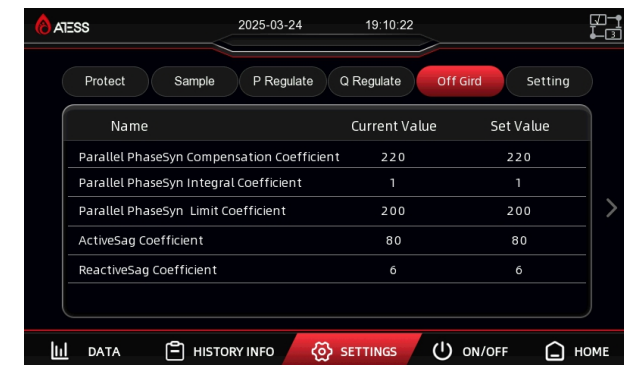 ATESS 2025-03-24 19:10:22
3
Protect Sample P Regulate Q Regulate Off Gird Setting
Name Current Value Set Value
Parallel PhaseSyn Compensation Coefficient 220 220
Parallel PhaseSyn Integral Coefficient 1 1
Parallel PhaseSyn Limit Coefficient 200 200
ActiveSag Coefficient 80 80
ReactiveSag Coefficient 6 6
DATA HISTORY INFO SETTINGS ON/OFF HOME